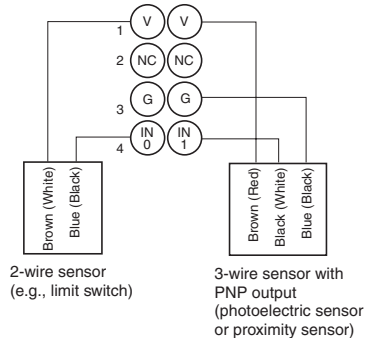 1 V V
2 NC NC
3 G G
4 IN 0 IN 1
Brown (White)
Blue (Black)
Brown (Red)
Black (White)
Blue (Black)
2-wire sensor
(e.g., limit switch)
3-wire sensor with
PNP output
(photoelectric sensor
or proximity sensor)